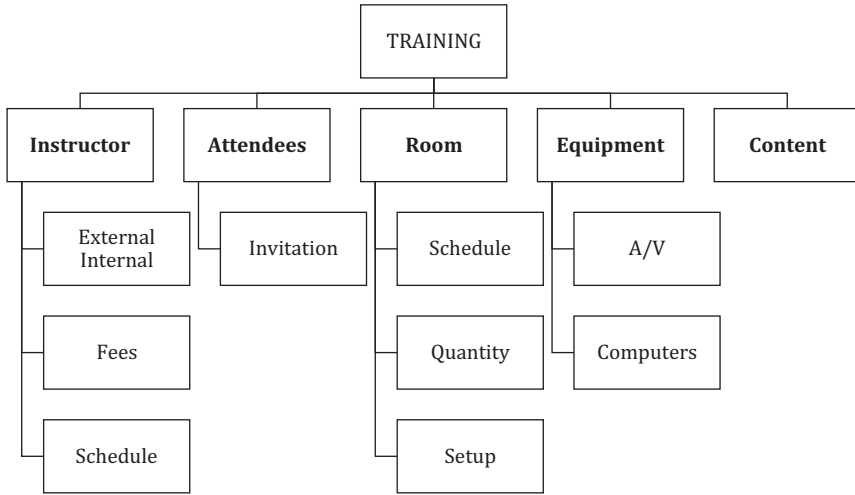 TRAINING
Instructor
Attendees
Room
Equipment
Content
External
Internal
Invitation
Schedule
A/V
Fees
Quantity
Computers
Schedule
Setup